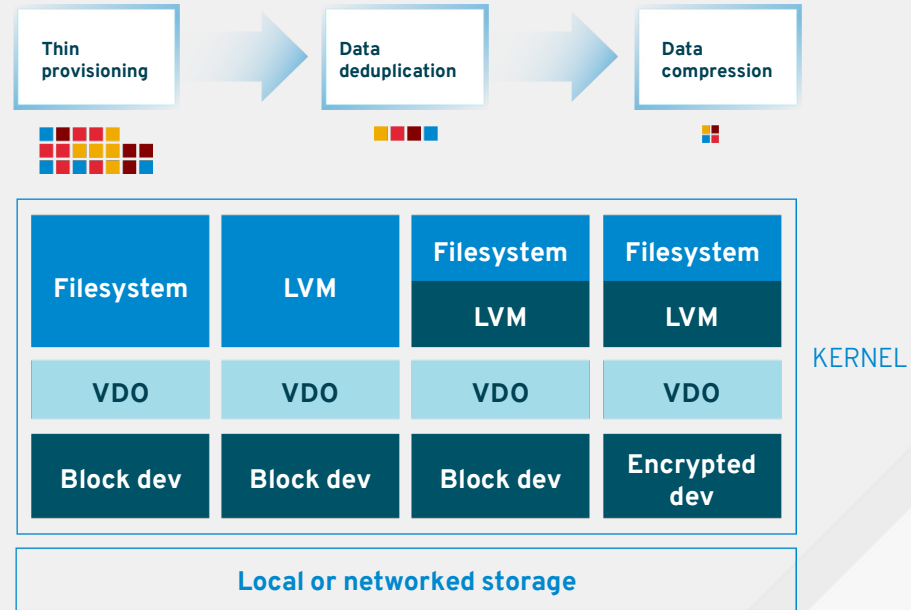 Thin
provisioning
Data
deduplication
Data
compression
Filesystem
LVM
Filesystem
LVM
Filesystem
LVM
VDO
VDO
VDO
VDO
KERNEL
Block dev
Block dev
Block dev
Encrypted
dev
Local or networked storage